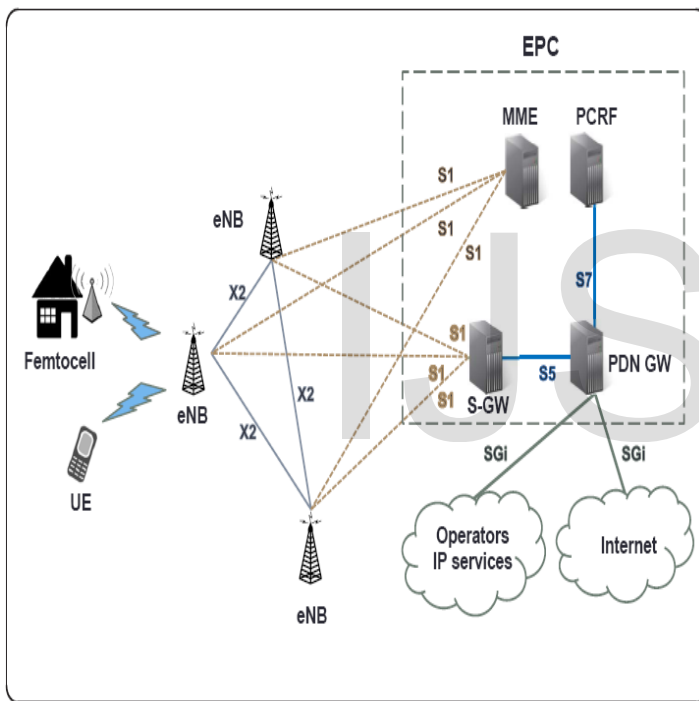 EPC
MME
PCRF
S1
eNB
S1
S1
X2
S7
Femtocell
S1
PDN GW
S1
S5
eNB
X2
X2
S1
S-GW
SGi
SGi
UE
Operators
IP services
Internet
eNB
IJS